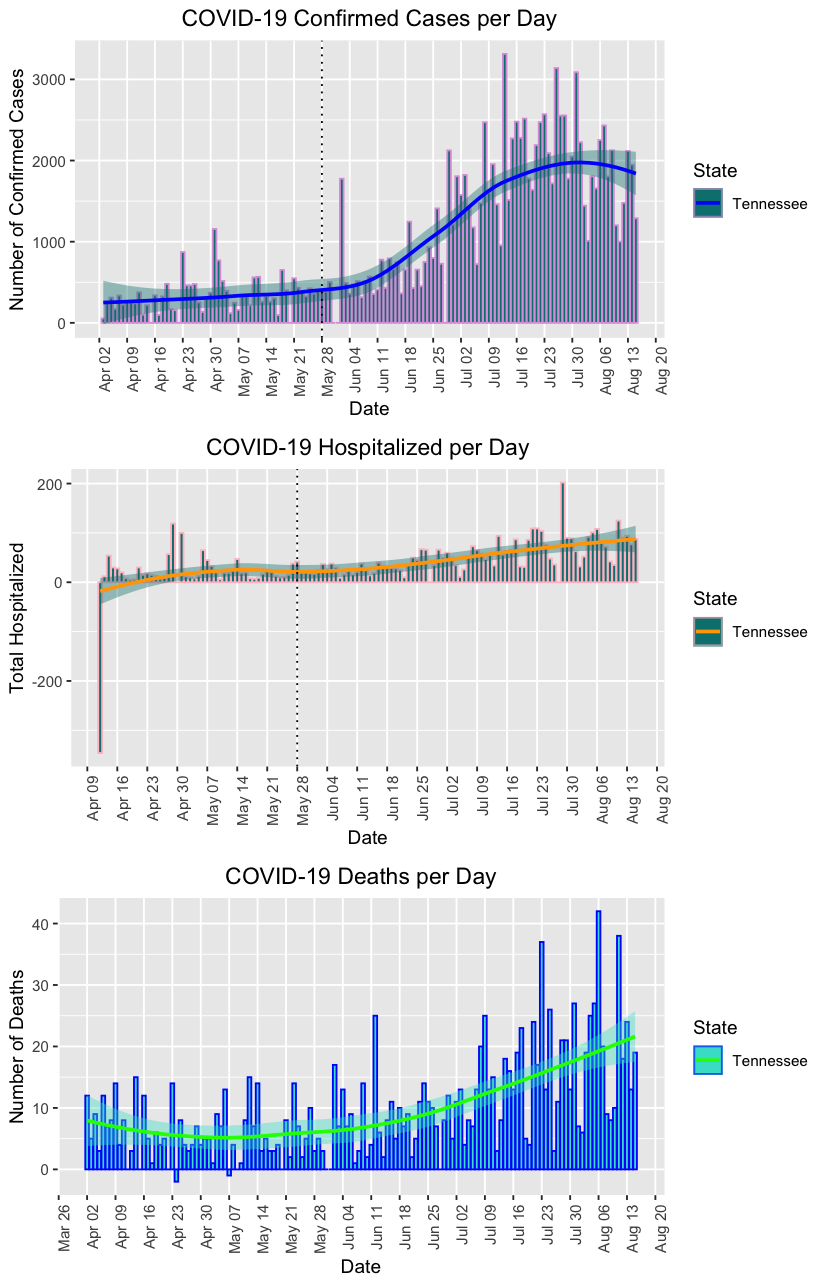 COVID-19 Confirmed Cases per Day
Number of Confirmed Cases
3000
2000
1000
0
Apr 02
Apr 09
Apr 16
Apr 23
Apr 30
May 07
May 14
May 21
May 28
Jun 04
Jun 11
Jun 18
Jun 25
Jul 02
Jul 09
Jul 16
Jul 23
Jul 30
Aug 06
Aug 13
Aug 20
Date
State
Tennessee
COVID-19 Hospitalized per Day
Total Hospitalized
200
0
-200
Apr 09
Apr 16
Apr 23
Apr 30
May 07
May 14
May 21
May 28
Jun 04
Jun 11
Jun 18
Jun 25
Jul 02
Jul 09
Jul 16
Jul 23
Jul 30
Aug 06
Aug 13
Aug 20
Date
State
Tennessee
COVID-19 Deaths per Day
Number of Deaths
40
30
20
10
0
Mar 26
Apr 02
Apr 09
Apr 16
Apr 23
Apr 30
May 07
May 14
May 21
May 28
Jun 04
Jun 11
Jun 18
Jun 25
Jul 02
Jul 09
Jul 16
Jul 23
Jul 30
Aug 06
Aug 13
Aug 20
Date
State
Tennessee